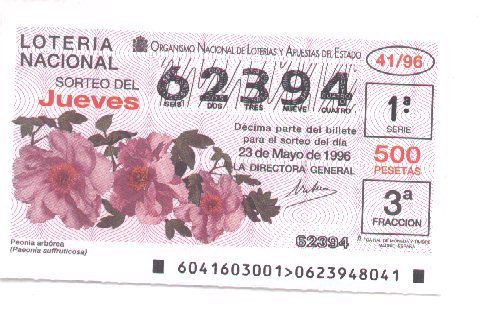 LOTERIA
NACIONAL
SORTEO DEL
Jueves
ORGANISMO NACIONAL DE LOTERÍAS Y APUESTAS DEL ESTADO
41/96
62394
SEIS DOS TRES NUEVE CUATRO
1ª
SERIE
Décima parte del billete
para el sorteo del día
23 de Mayo de 1996
LA DIRECTORA GENERAL
500
PESETAS
3ª
FRACCION
62394
Peonia arbórea
(Paeonia suffruticosa)
6041603001>0623948041